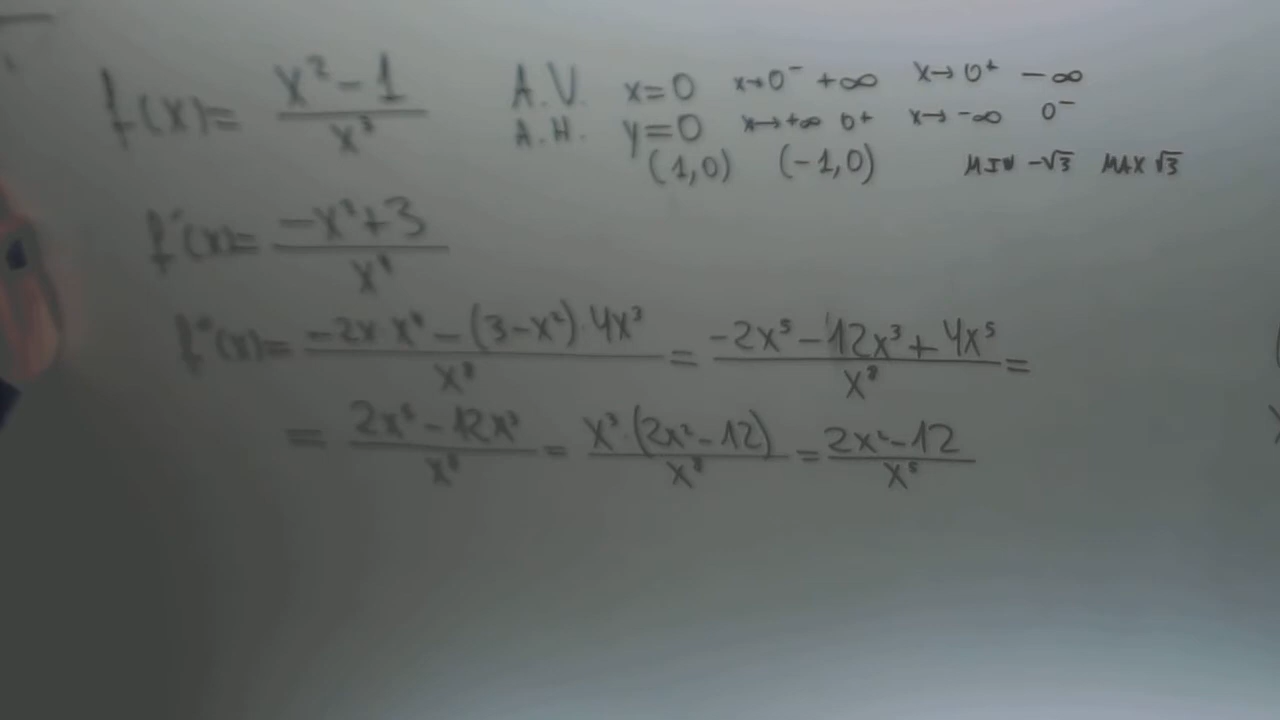 f(x)= x² - 1 / x³
A.V. x=0 x→0⁻ +∞ x→0⁺ -∞
A.H. y=0 x→+∞ 0+ x→-∞ 0⁻
(1,0) (-1,0) MIN -√3 MAX √3
f'(x)= -x²+3 / x⁴
f''(x)= -2x x⁴ - (3-x²)·4x³ / x⁸ = -2x⁵ - 12x³ + 4x⁵ / x⁸ =
= 2x⁵ - 12x³ / x⁸ = x³·(2x²-12) / x⁸ = 2x²-12 / x⁵